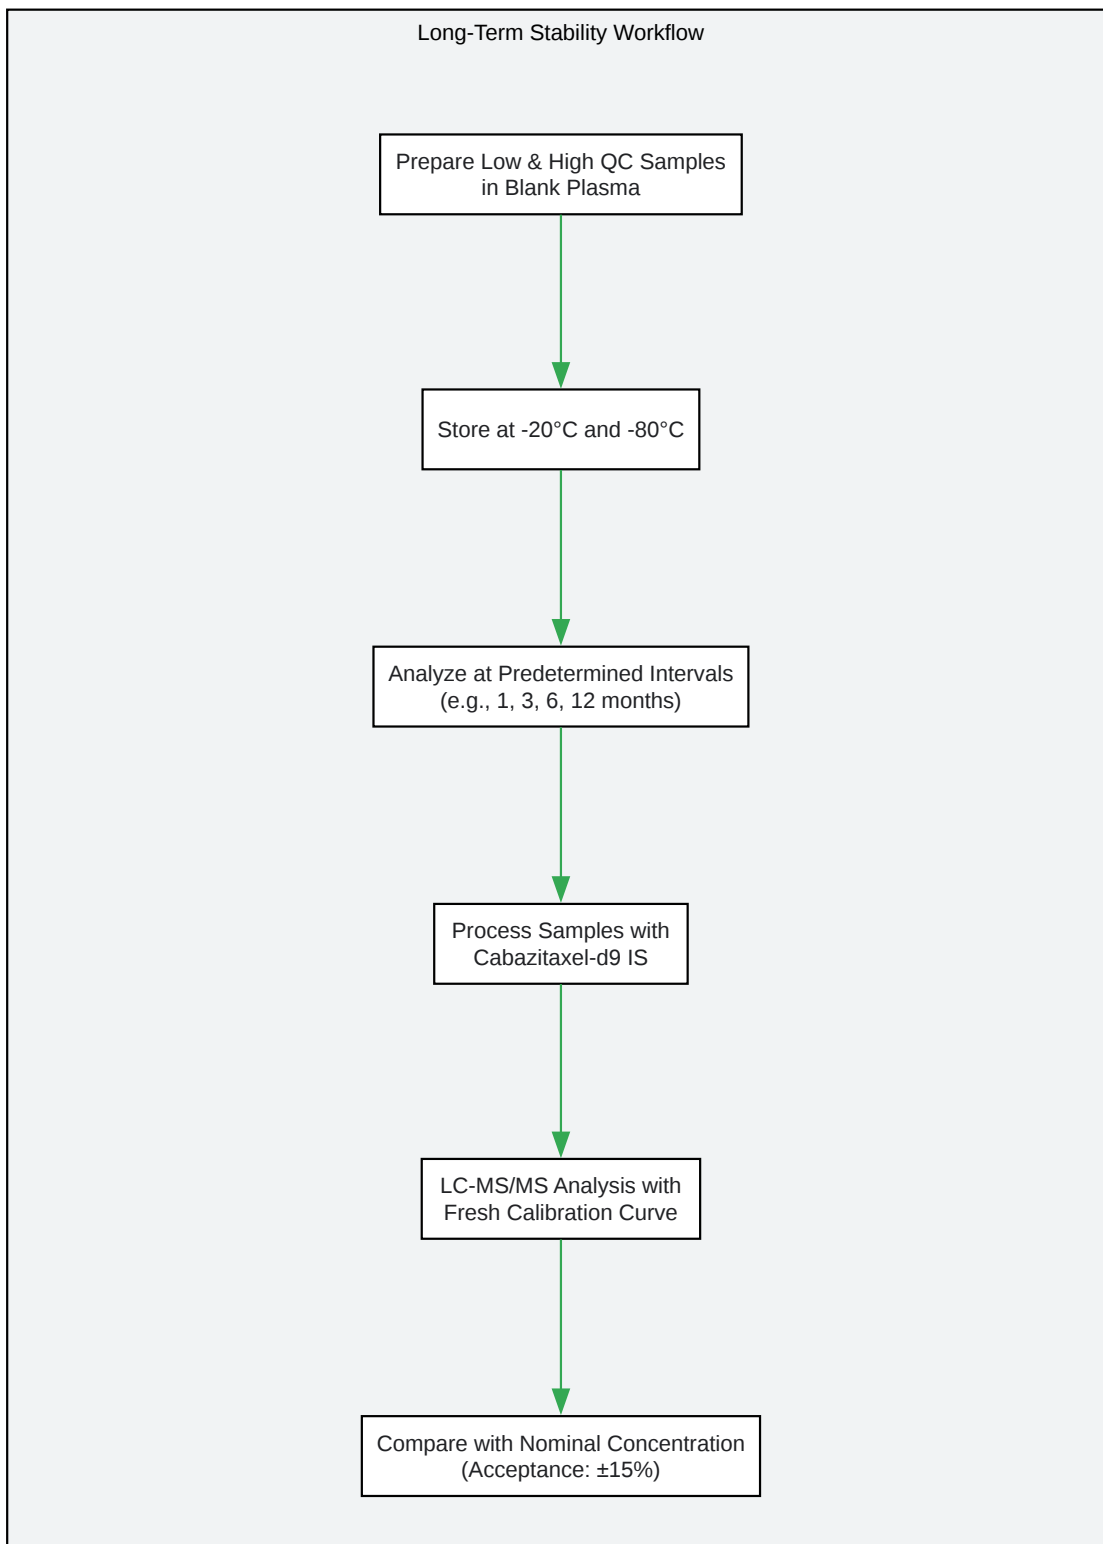 Long-Term Stability Workflow
Prepare Low & High QC Samples
in Blank Plasma
Store at -20°C and -80°C
Analyze at Predetermined Intervals
(e.g., 1, 3, 6, 12 months)
Process Samples with
Cabazitaxel-d9 IS
LC-MS/MS Analysis with
Fresh Calibration Curve
Compare with Nominal Concentration
(Acceptance: ±15%)